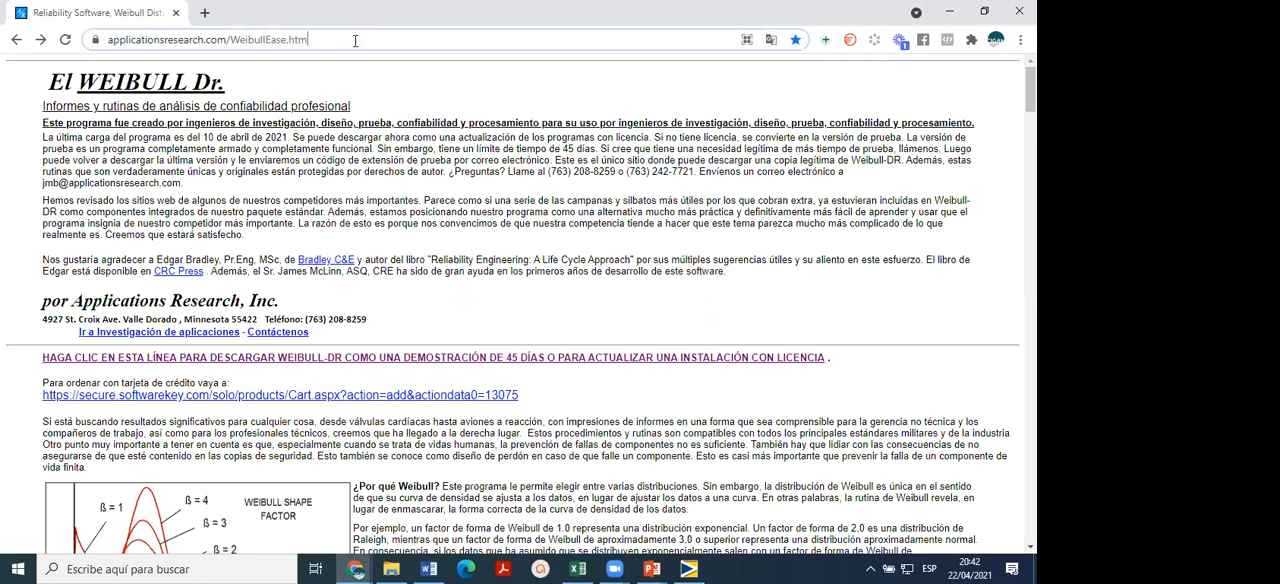 Reliability Software, Weibull Dist
applicationsresearch.com/WeibullEase.htm
El WEIBULL Dr.
Informes y rutinas de análisis de confiabilidad profesional
Este programa fue creado por ingenieros de investigación, diseño, prueba, confiabilidad y procesamiento para su uso por ingenieros de investigación, diseño, prueba, confiabilidad y procesamiento.
La última carga del programa es del 10 de abril de 2021. Se puede descargar ahora como una actualización de los programas con licencia. Si no tiene licencia, se convierte en la versión de prueba. La versión de
prueba es un programa completamente armado y completamente funcional. Sin embargo, tiene un límite de tiempo de 45 días. Si cree que tiene una necesidad legítima de más tiempo de prueba, llámenos. Luego
puede volver a descargar la última versión y le enviaremos un código de extensión de prueba por correo electrónico. Este es el único sitio donde puede descargar una copia legítima de Weibull-DR. Además, estas
rutinas que son verdaderamente únicas y originales están protegidas por derechos de autor. ¿Preguntas? Llame al (763) 208-8259 o (763) 242-7721. Envíenos un correo electrónico a
jmb@applicationsresearch.com.
Hemos revisado los sitios web de algunos de nuestros competidores más importantes. Parece como si una serie de las campanas y silbatos más útiles por los que cobran extra, ya estuvieran incluidas en Weibull-
DR como componentes integrados de nuestro paquete estándar. Además, estamos posicionando nuestro programa como una alternativa mucho más práctica y definitivamente más fácil de aprender y usar que el
programa insignia de nuestro competidor más importante. La razón de esto es porque nos convencimos de que nuestra competencia tiende a hacer que este tema parezca mucho más complicado de lo que
realmente es. Creemos que estará satisfecho.
Nos gustaría agradecer a Edgar Bradley, Pr.Eng, MSc, de Bradley C&E y autor del libro "Reliability Engineering: A Life Cycle Approach" por sus múltiples sugerencias útiles y su aliento en este esfuerzo. El libro de
Edgar está disponible en CRC Press . Además, el Sr. James McLinn, ASQ, CRE ha sido de gran ayuda en los primeros años de desarrollo de este software.
por Applications Research, Inc.
4927 St. Croix Ave. Valle Dorado , Minnesota 55422 Teléfono: (763) 208-8259
Ir a Investigación de aplicaciones - Contáctenos
HAGA CLIC EN ESTA LÍNEA PARA DESCARGAR WEIBULL-DR COMO UNA DEMOSTRACIÓN DE 45 DÍAS O PARA ACTUALIZAR UNA INSTALACIÓN CON LICENCIA .
Para ordenar con tarjeta de crédito vaya a:
https://secure.softwarekey.com/solo/products/Cart.aspx?action=add&actiondata0=13075
Si está buscando resultados significativos para cualquier cosa, desde válvulas cardíacas hasta aviones a reacción, con impresiones de informes en una forma que sea comprensible para la gerencia no técnica y los
compañeros de trabajo, así como para los profesionales técnicos, creemos que ha llegado a la derecha lugar. Estos procedimientos y rutinas son compatibles con todos los principales estándares militares y de la industria.
Otro punto muy importante a tener en cuenta es que, especialmente cuando se trata de vidas humanas, la prevención de fallas de componentes no es suficiente. También hay que lidiar con las consecuencias de no
asegurarse de que esté contenido en las copias de seguridad. Esto también se conoce como diseño de perdón en caso de que falle un componente. Esto es casi más importante que prevenir la falla de un componente de
vida finita.
ß = 1
ß = 4
ß = 3
ß = 2
WEIBULL SHAPE
FACTOR
¿Por qué Weibull? Este programa le permite elegir entre varias distribuciones. Sin embargo, la distribución de Weibull es única en el sentido
de que su curva de densidad se ajusta a los datos, en lugar de ajustar los datos a una curva. En otras palabras, la rutina de Weibull revela, en
lugar de enmascarar, la forma correcta de la curva de densidad de los datos.
Por ejemplo, un factor de forma de Weibull de 1.0 representa una distribución exponencial. Un factor de forma de 2,0 es una distribución de
Raleigh, mientras que un factor de forma de Weibull de aproximadamente 3,0 o superior representa una distribución aproximadamente normal.
En consecuencia, si los datos que ha asumido que se distribuyen exponencialmente salen con un factor de forma de Weibull de
Escribe aquí para buscar
ESP
20:42
22/04/2021